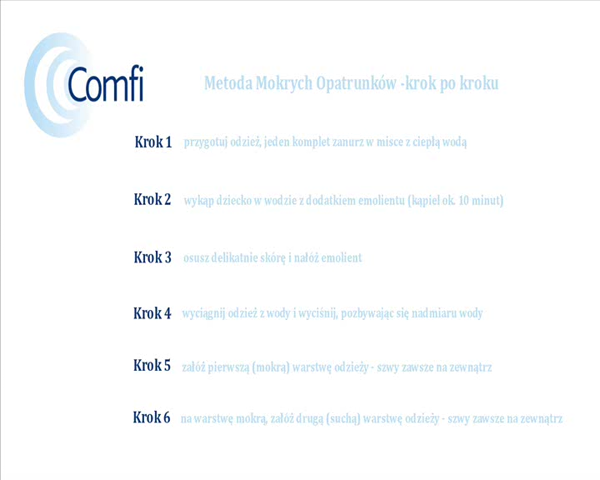 Comfi
Metoda Mokrych Opatrunków -krok po kroku
Krok 1 przygotuj odzież, jeden komplet zanurz w misce z ciepłą wodą
Krok 2 wykąp dziecko w wodzie z dodatkiem emolientu (kąpiel ok. 10 minut)
Krok 3 osusz delikatnie skórę i nałóż emolient
Krok 4 wyciągnij odzież z wody i wyciśnij, pozbywając się nadmiaru wody
Krok 5 załóż pierwszą (mokrą) warstwę odzieży - szwy zawsze na zewnątrz
Krok 6 na warstwę mokrą, załóż drugą (suchą) warstwę odzieży - szwy zawsze na zewnątrz